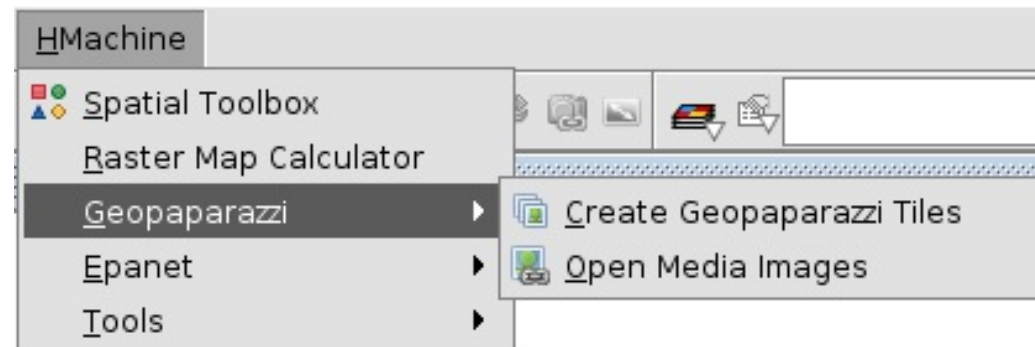 HMachine
Spatial Toolbox
Raster Map Calculator
Geopaparazzi
Create Geopaparazzi Tiles
Epanet
Open Media Images
Tools